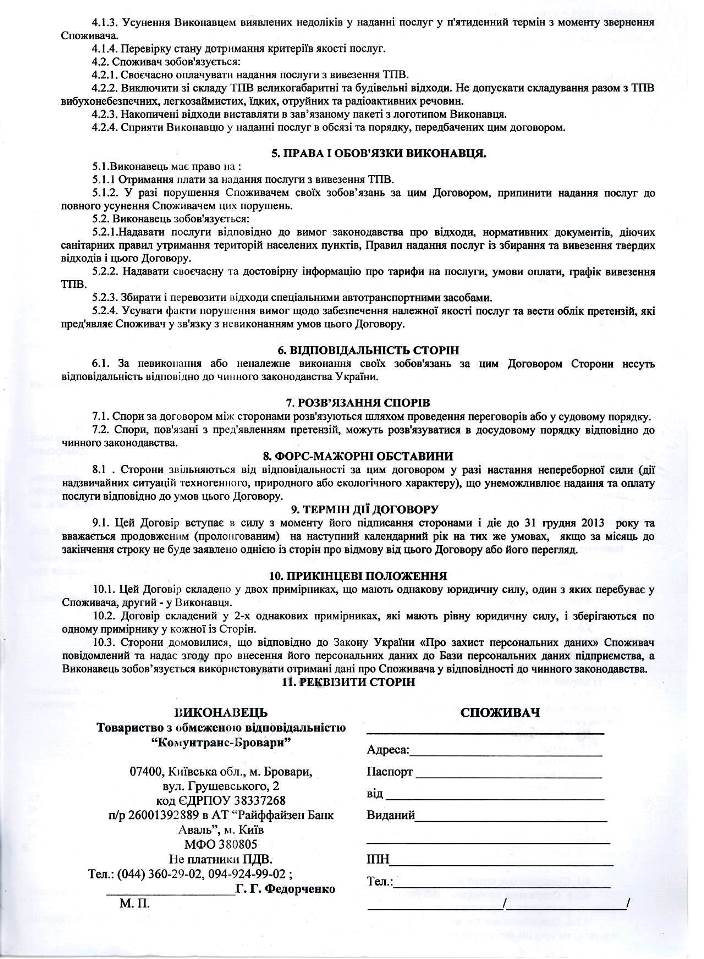 4.1.3. Усунення Виконавцем виявлених недоліків у наданні послуг у п'ятиденний термін з моменту звернення
Споживача.
4.1.4. Перевірку стану дотримання критеріїв якості послуг.
4.2. Споживач зобов'язується:
4.2.1. Своєчасно оплачувати надання послуги з вивезення ТПВ.
4.2.2. Виключити зі складу ТПВ великогабаритні та будівельні відходи. Не допускати складування разом з ТПВ
вибухонебезпечних, легкозаймистих, їдких, отруйних та радіоактивних речовин.
4.2.3. Накопичені відходи виставляти в зав’язаному пакеті з логотипом Виконавця.
4.2.4. Сприяти Виконавцю у наданні послуг в обсязі та порядку, передбачених цим договором.
5. ПРАВА І ОБОВ'ЯЗКИ ВИКОНАВЦЯ.
5.1.Виконавець має право на :
5.1.1 Отримання плати за надання послуги з вивезення ТПВ.
5.1.2. У разі порушення Споживачем своїх зобов’язань за цим Договором, припинити надання послуг до
повного усунення Споживачем цих порушень.
5.2. Виконавець зобов'язується:
5.2.1.Надавати послуги відповідно до вимог законодавства про відходи, нормативних документів, діючих
санітарних правил утримання територій населених пунктів, Правил надання послуг із збирання та вивезення твердих
відходів і цього Договору.
5.2.2. Надавати своєчасну та достовірну інформацію про тарифи на послуги, умови оплати, графік вивезення
ТПВ.
5.2.3. Збирати і перевозити відходи спеціальними автотранспортними засобами.
5.2.4. Усувати факти порушення вимог щодо забезпечення належної якості послуг та вести облік претензій, які
пред'являє Споживач у зв'язку з невиконанням умов цього Договору.
6. ВІДПОВІДАЛЬНІСТЬ СТОРІН
6.1. За невиконання або неналежне виконання своїх зобов'язань за цим Договором Сторони несуть
відповідальність відповідно до чинного законодавства України.
7. РОЗВ’ЯЗАННЯ СПОРІВ
7.1. Спори за договором між сторонами розв'язуються шляхом проведення переговорів або у судовому порядку.
7.2. Спори, пов'язані з пред'явленням претензій, можуть розв'язуватися в досудовому порядку відповідно до
чинного законодавства.
8. ФОРС-МАЖОРНІ ОБСТАВИНИ
8.1 . Сторони звільняються від відповідальності за цим договором у разі настання непереборної сили (дії
надзвичайних ситуацій техногенного, природного або екологічного характеру), що унеможливлює надання та оплату
послуги відповідно до умов цього Договору.
9. ТЕРМІН ДІЇ ДОГОВОРУ
9.1. Цей Договір вступає в силу з моменту його підписання сторонами і діє до 31 грудня 2013 року та
вважається продовженим (пролонгованим) на наступний календарний рік на тих же умовах, якщо за місяць до
закінчення строку не буде заявлено однією із сторін про відмову від цього Договору або його перегляд.
10. ПРИКІНЦЕВІ ПОЛОЖЕННЯ
10.1. Цей Договір складено у двох примірниках, що мають однакову юридичну силу, один з яких перебуває у
Споживача, другий - у Виконавця.
10.2. Договір складений у 2-х однакових примірниках, які мають рівну юридичну силу, і зберігаються по
одному примірнику у кожної із Сторін.
10.3. Сторони домовилися, що відповідно до Закону України «Про захист персональних даних» Споживач
повідомлений та надає згоду про внесення його персональних даних до Бази персональних даних підприємства, а
Виконавець зобов’язується використовувати отримані дані про Споживача у відповідності до чинного законодавства.
11. РЕКВІЗИТИ СТОРІН
ВИКОНАВЕЦЬ
Товариство з обмеженою відповідальністю
“Комунтранс-Бровари”
07400, Київська обл., м. Бровари,
вул. Грушевського, 2
код ЄДРПОУ 38337268
п/р 26001392889 в АТ “Райффайзен Банк
Аваль”, м. Київ
МФО 380805
Не платники ПДВ.
Тел.: (044) 360-29-02, 094-924-99-02 ;
____________________Г. Г. Федорченко
М. П.
СПОЖИВАЧ
Адреса:____________________
Паспорт ____________________
від ____________________
Виданий____________________
ІПН____________________
Тел.:____________________
____________________/____________________/